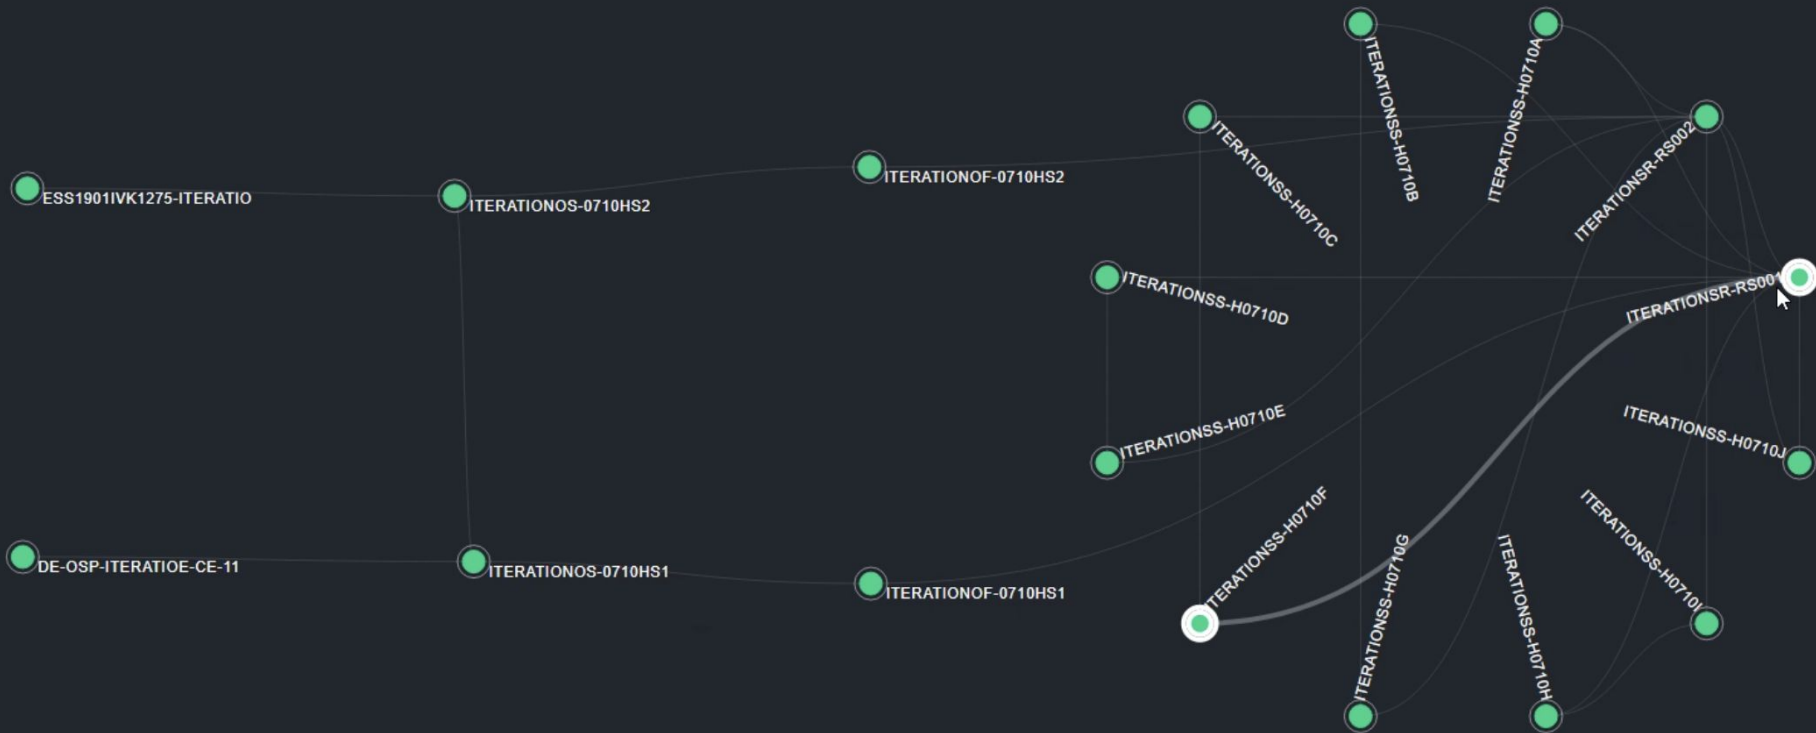 ITERATIONSS-H0710B
ITERATIONSS-H0710A
ITERATIONSS-H0710C
ITERATIONSR-RS002
ITERATIONOF-0710HS2
ESS1901IVK1275-ITERATIO
ITERATIONOS-0710HS2
ITERATIONSS-H0710D
ITERATIONSR-RS001
ITERATIONSS-H0710E
ITERATIONSS-H0710J
ITERATIONSS-H0710F
ITERATIONSS-H0710I
DE-OSP-ITERATIOE-CE-11
ITERATIONOS-0710HS1
ITERATIONOF-0710HS1
ITERATIONSS-H0710G
ITERATIONSS-H0710H